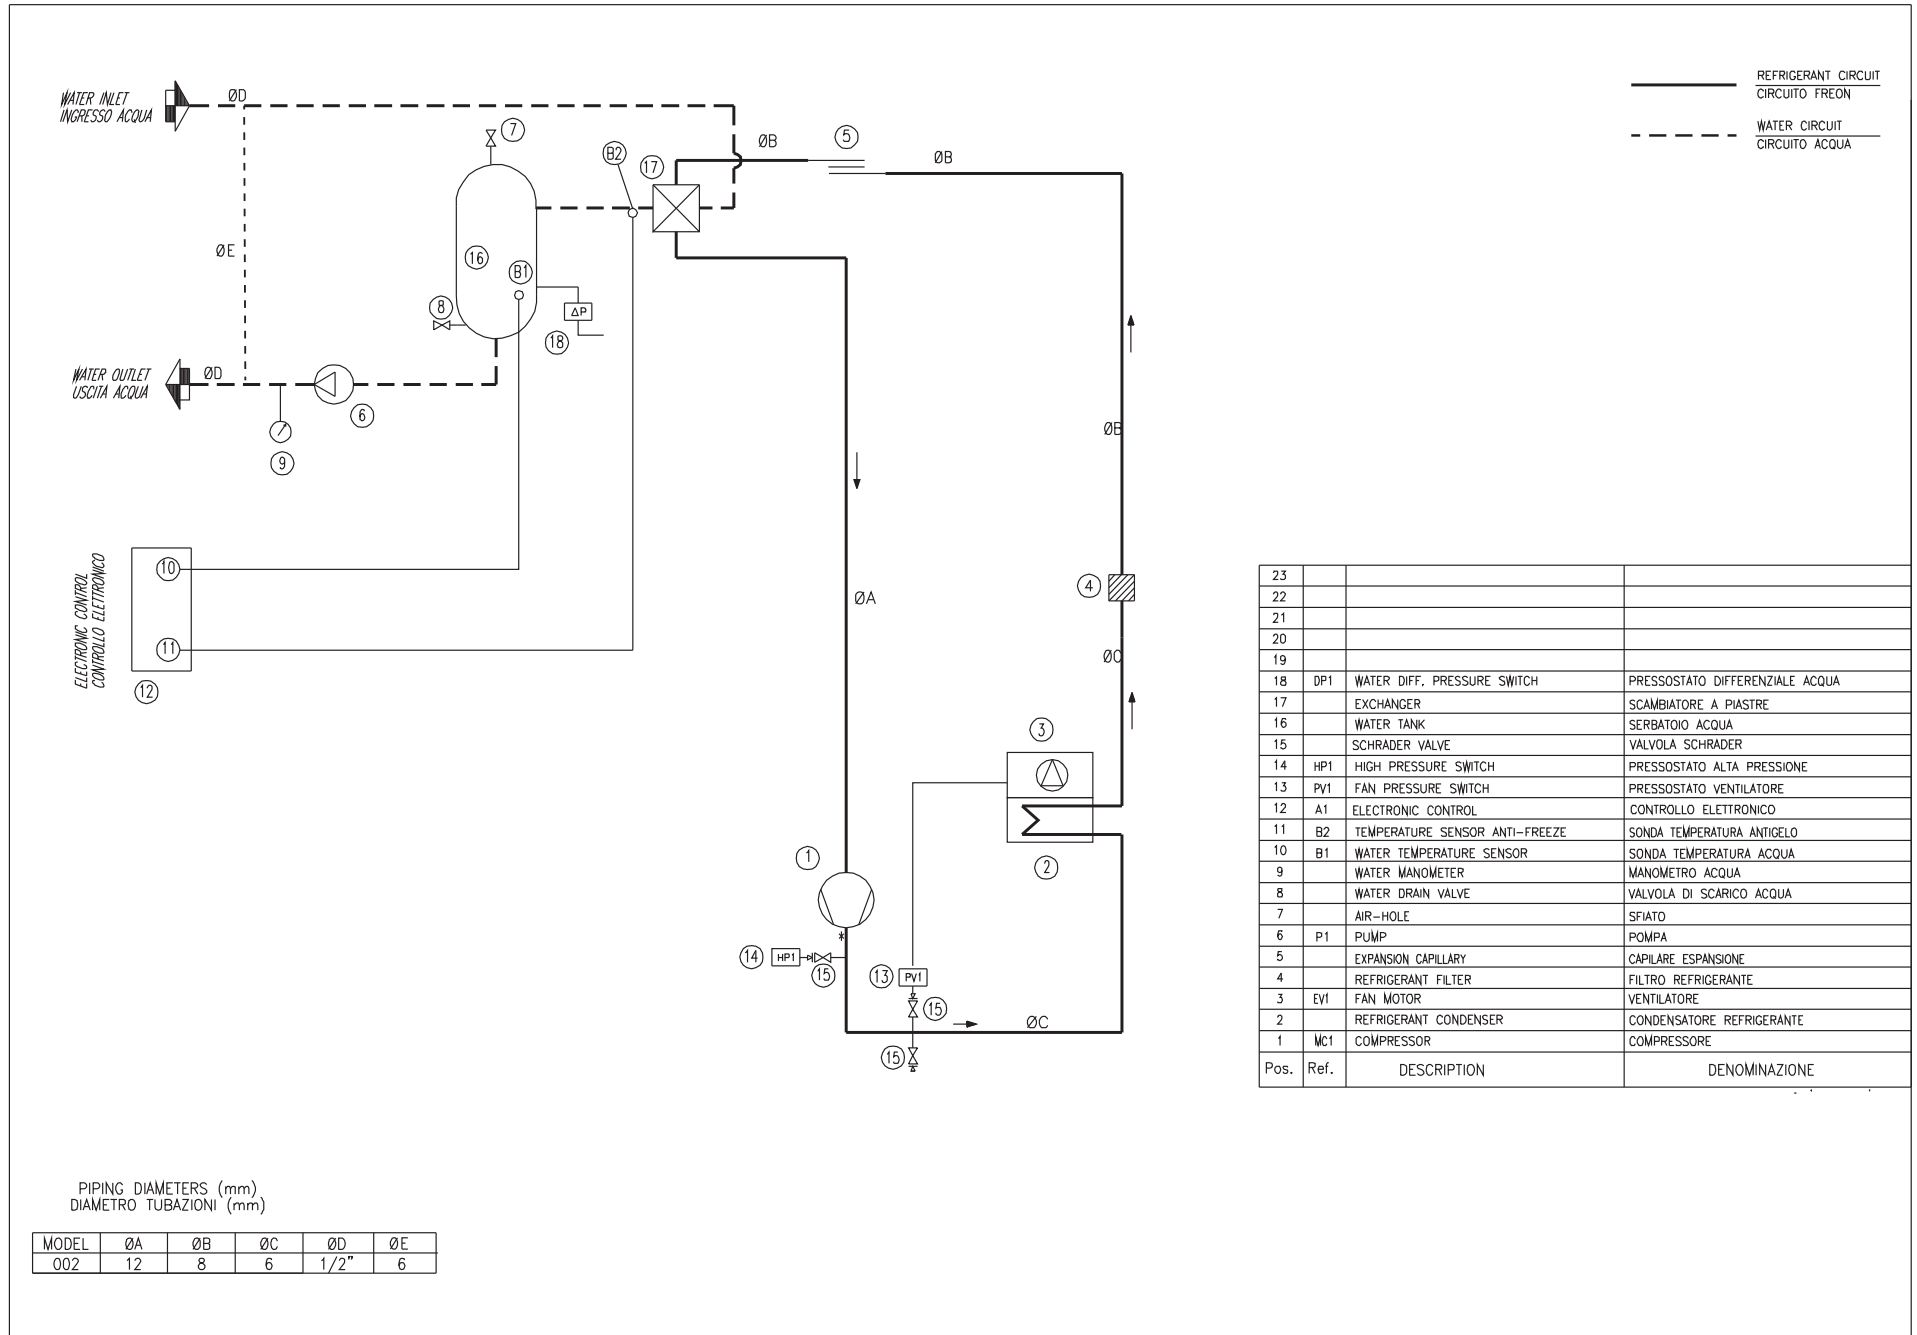 WATER INLET
INGRESSO ACQUA
ØD
7
B2
17
ØB
5
ØB
REFRIGERANT CIRCUIT
CIRCUITO FREON
WATER CIRCUIT
CIRCUITO ACQUA
ØE
16
B1
8
ΔP
18
WATER OUTLET
USCITA ACQUA
ØD
6
9
ØB
ELECTRONIC CONTROL
CONTROLLO ELETTRONICO
10
11
12
ØA
4
ØC
3
2
1
14
HP1
15
13
PV1
15
ØC
15
23
22
21
20
19
18 DP1 WATER DIFF. PRESSURE SWITCH PRESSOSTATO DIFFERENZIALE ACQUA
17 EXCHANGER SCAMBIATORE A PIASTRE
16 WATER TANK SERBATOIO ACQUA
15 SCHRADER VALVE VALVOLA SCHRADER
14 HP1 HIGH PRESSURE SWITCH PRESSOSTATO ALTA PRESSIONE
13 PV1 FAN PRESSURE SWITCH PRESSOSTATO VENTILATORE
12 A1 ELECTRONIC CONTROL CONTROLLO ELETTRONICO
11 B2 TEMPERATURE SENSOR ANTI-FREEZE SONDA TEMPERATURA ANTIGELO
10 B1 WATER TEMPERATURE SENSOR SONDA TEMPERATURA ACQUA
9 WATER MANOMETER MANOMETRO ACQUA
8 WATER DRAIN VALVE VALVOLA DI SCARICO ACQUA
7 AIR-HOLE SFIATO
6 P1 PUMP POMPA
5 EXPANSION CAPILLARY CAPILARE ESPANSIONE
4 REFRIGERANT FILTER FILTRO REFRIGERANTE
3 EV1 FAN MOTOR VENTILATORE
2 REFRIGERANT CONDENSER CONDENSATORE REFRIGERANTE
1 MC1 COMPRESSOR COMPRESSORE
Pos. Ref. DESCRIPTION DENOMINAZIONE
PIPING DIAMETERS (mm)
DIAMETRO TUBAZIONI (mm)
MODEL ØA ØB ØC ØD ØE
002 12 8 6 1/2" 6